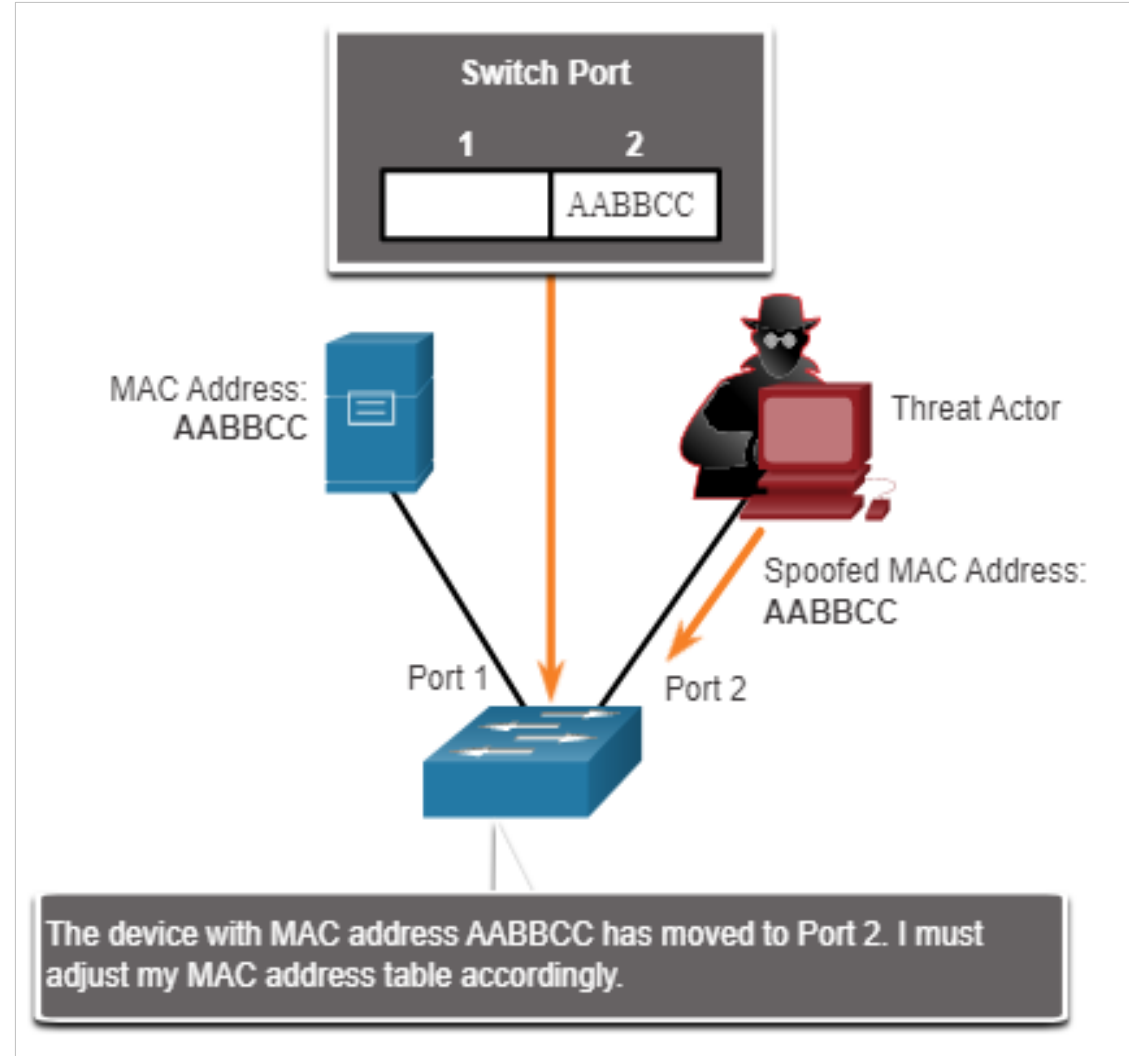 Switch Port
1 2
AABBCC
MAC Address:
AABBCC
Threat Actor
Spoofed MAC Address:
AABBCC
Port 1
Port 2
The device with MAC address AABBCC has moved to Port 2. I must
adjust my MAC address table accordingly.